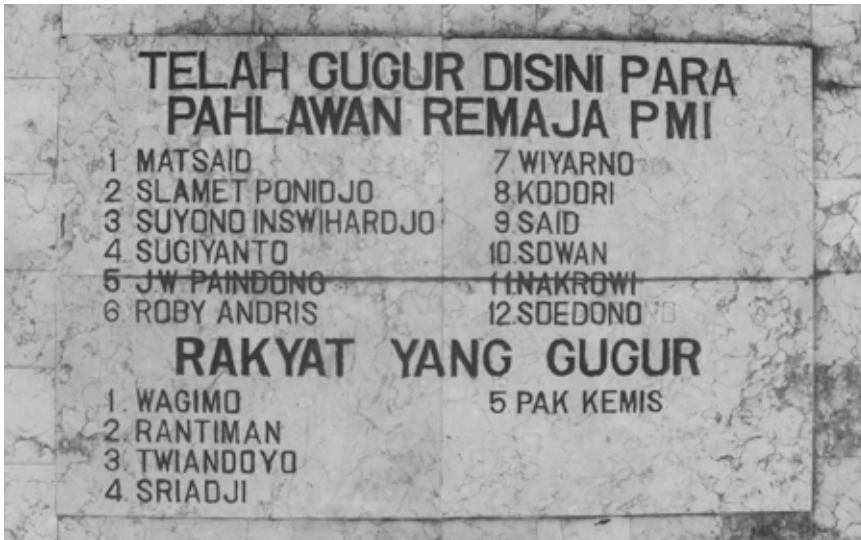 TELAH GUGUR DISINI PARA
PAHLAWAN REMAJA PMI
1 MATSAID
2 SLAMET PONIDJO
3 SUYONO INSWIHARDJO
4. SUGIYANTO
5 J.W PAINDONG
6. ROBY ANDRIS
7 WIYARNO
8 KODORI
9.SAID
10.SOWAN
11.NAKROWI
12.SOEDONO
RAKYAT YANG GUGUR
1. WAGIMO
2. RANTIMAN
3. TWIANDOYO
4. SRIADJI
5 PAK KEMIS